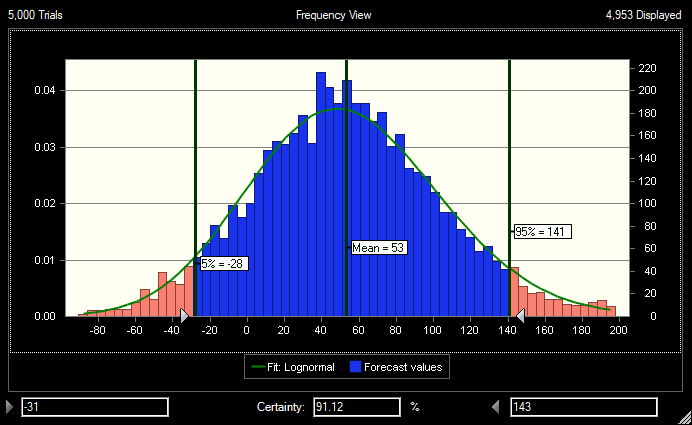 5,000 Trials Frequency View 4,953 Displayed
220
0.04 200
180
160
0.03 140
120
0.02 100
80
95% = 141
Mean = 53 60
0.01 5% = -28 40
20
0.00 0
-80 -60 -40 -20 0 20 40 60 80 100 120 140 160 180 200
Fit: Lognormal Forecast values
-31 Certainty: 91.12 % 143